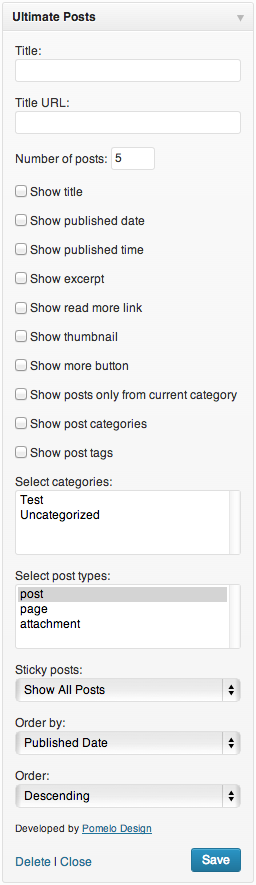 Ultimate Posts
Title:
Title URL:
Number of posts: 5
Show title
Show published date
Show published time
Show excerpt
Show read more link
Show thumbnail
Show more button
Show posts only from current category
Show post categories
Show post tags
Select categories:
Test
Uncategorized
Select post types:
post
page
attachment
Sticky posts:
Show All Posts
Order by:
Published Date
Order:
Descending
Developed by Pomelo Design
Delete | Close Save